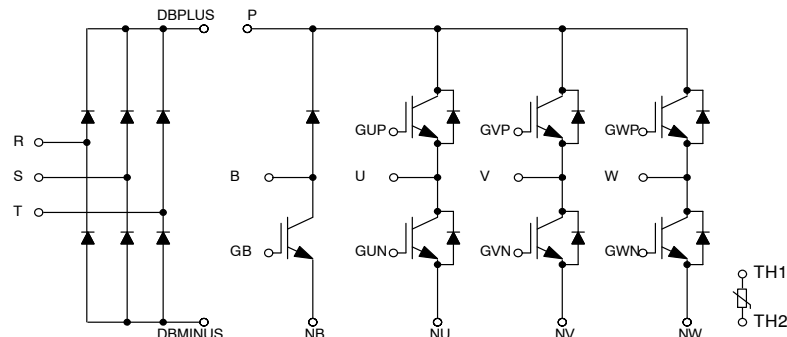 DBPLUS P
GUP GVP GWP
R
S B U V W
T
GB GUN GVN GWN
TH1
TH2
DBMINUS NB NU NV NW